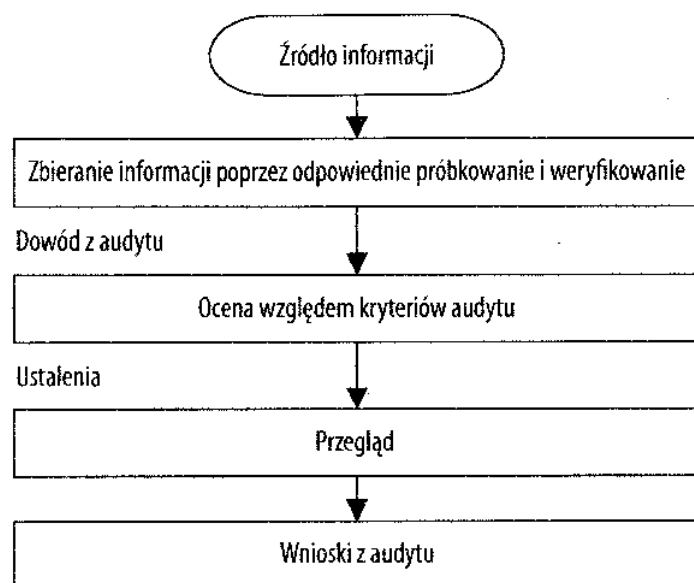 Źródło informacji
Zbieranie informacji poprzez odpowiednie próbkowanie i weryfikowanie
Dowód z audytu
Ocena względem kryteriów audytu
Ustalenia
Przegląd
Wnioski z audytu